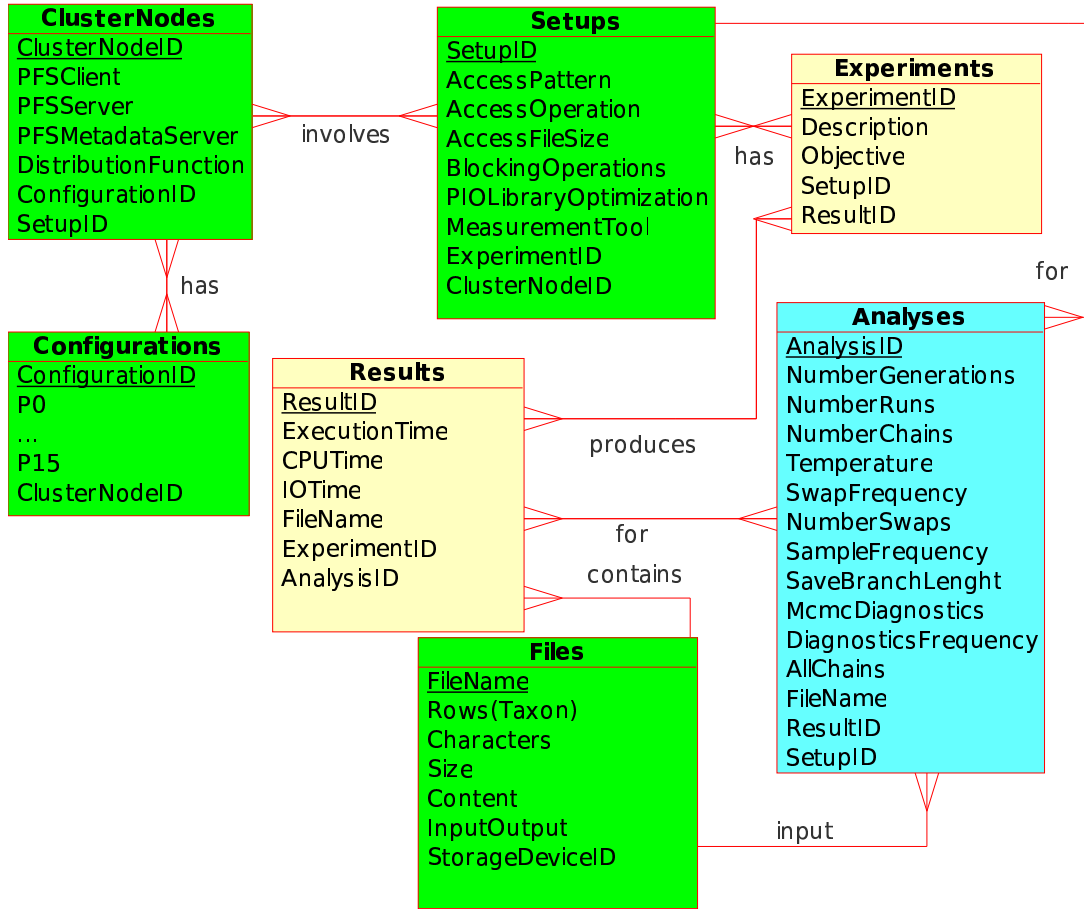 ClusterNodes
ClusterNodeID
PFSClient
PFSServer
PFSMetadataServer
DistributionFunction
ConfigurationID
SetupID
involves
Setups
SetupID
AccessPattern
AccessOperation
AccessFileSize
BlockingOperations
PIOLibraryOptimization
MeasurementTool
ExperimentID
ClusterNodeID
has
Experiments
ExperimentID
Description
Objective
SetupID
ResultID
for
has
Configurations
ConfigurationID
P0
...
P15
ClusterNodeID
Results
ResultID
ExecutionTime
CPUTime
IOTime
FileName
ExperimentID
AnalysisID
produces
for
contains
Analyses
AnalysisID
NumberGenerations
NumberRuns
NumberChains
Temperature
SwapFrequency
NumberSwaps
SampleFrequency
SaveBranchLenght
McmcDiagnostics
DiagnosticsFrequency
AllChains
FileName
ResultID
SetupID
Files
FileName
Rows(Taxon)
Characters
Size
Content
InputOutput
StorageDeviceID
input